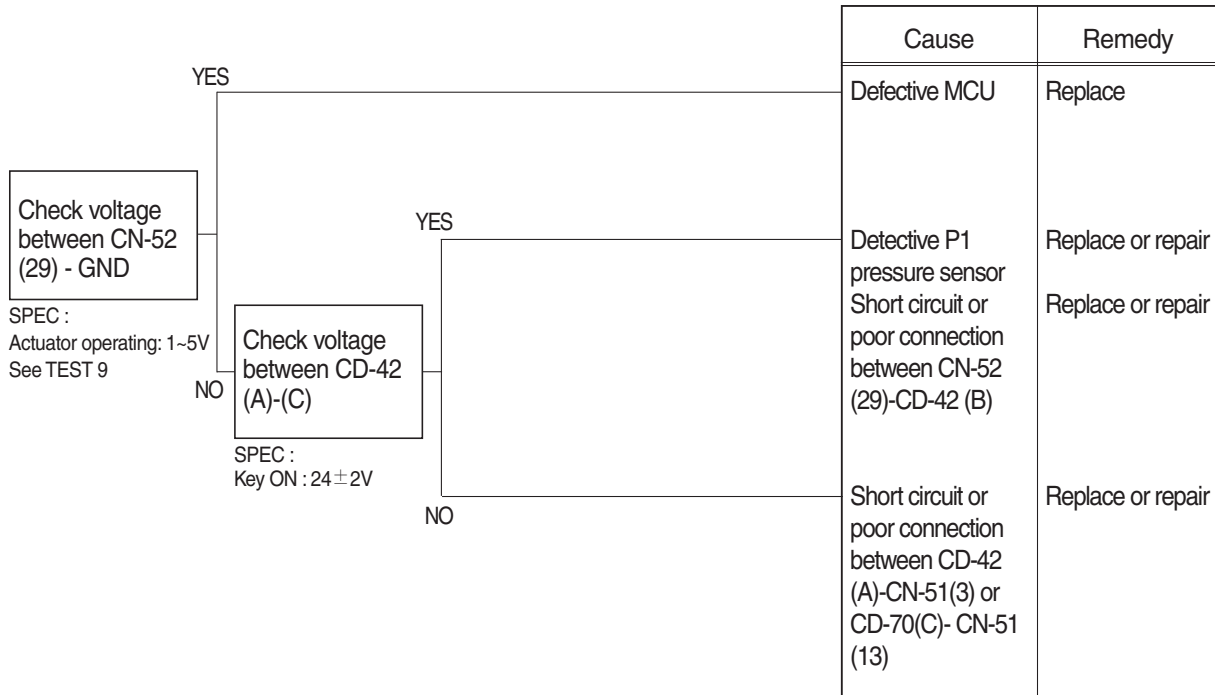 Cause
Remedy
YES
Defective MCU
Replace
Check voltage
between CN-52
(29) - GND
SPEC :
Actuator operating: 1~5V
See TEST 9
YES
Detective P1
pressure sensor
Replace or repair
Short circuit or
poor connection
between CN-52
(29)-CD-42 (B)
Replace or repair
NO
Check voltage
between CD-42
(A)-(C)
SPEC :
Key ON : 24±2V
NO
Short circuit or
poor connection
between CD-42
(A)-CN-51(3) or
CD-70(C)- CN-51
(13)
Replace or repair